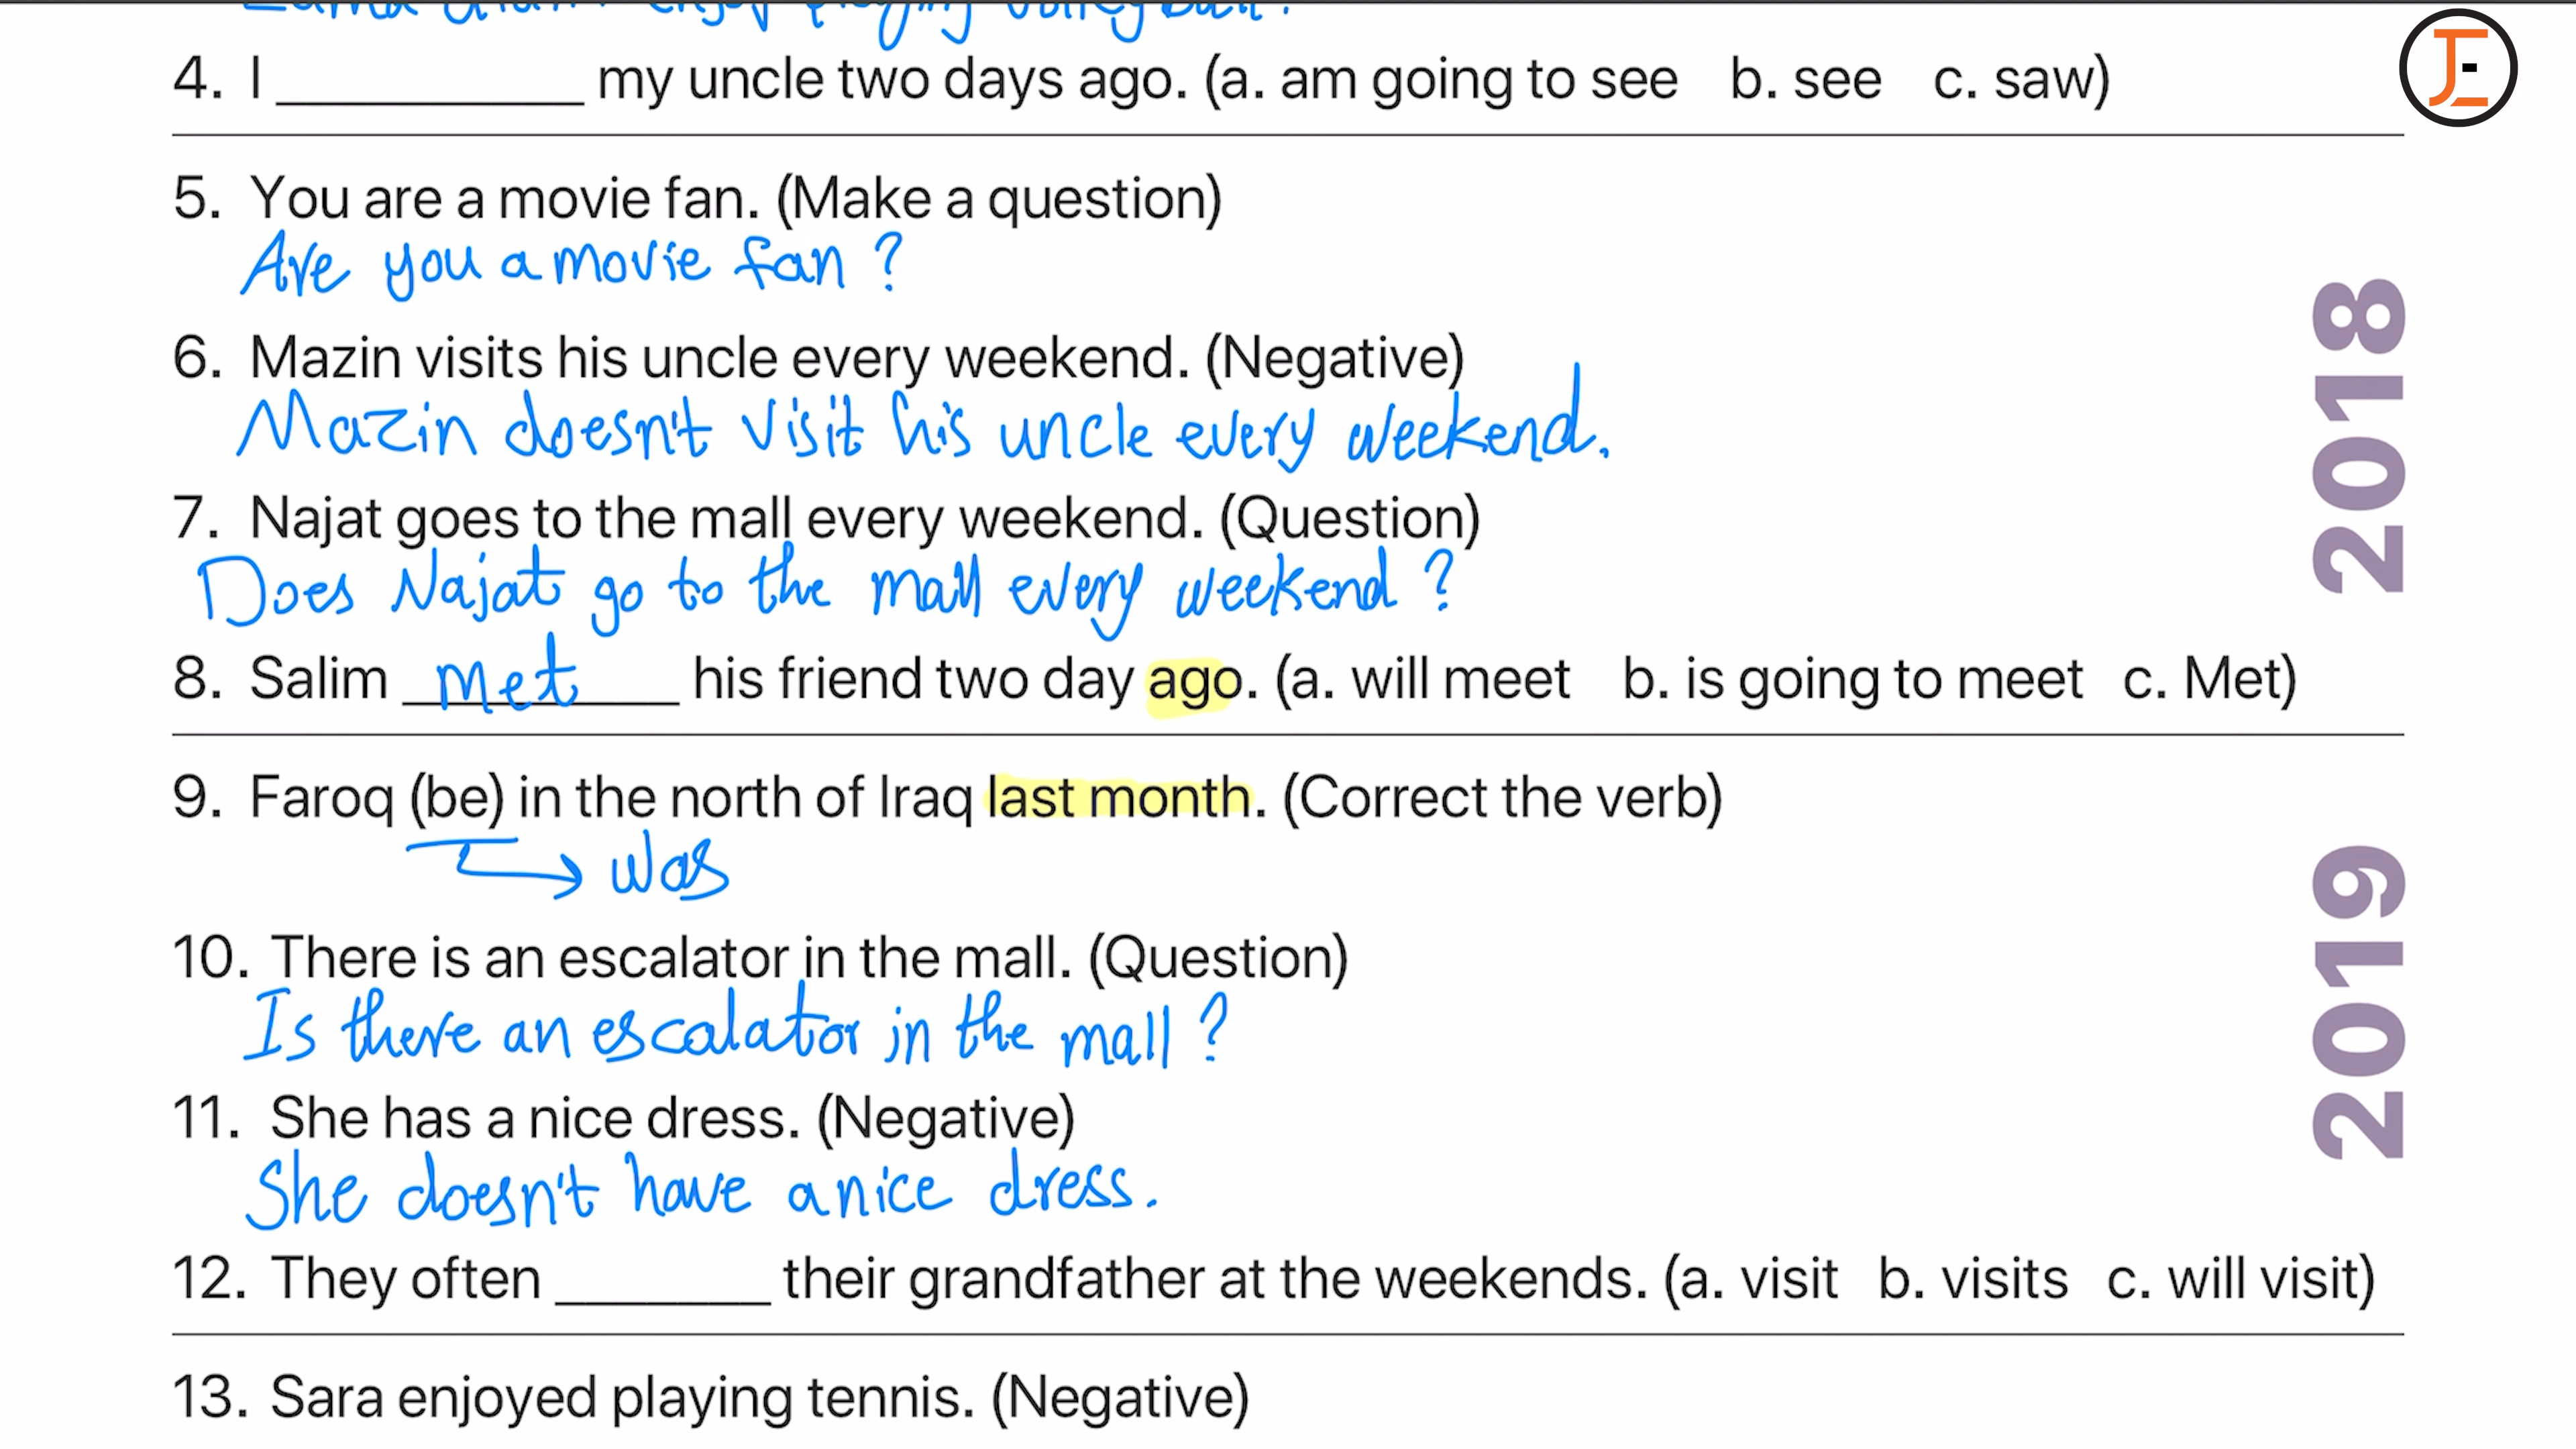 enjoy playing volleyball.
4. I __________ my uncle two days ago. (a. am going to see b. see c. saw)
5. You are a movie fan. (Make a question)
Are you a movie fan?
6. Mazin visits his uncle every weekend. (Negative)
Mazin doesn't visit his uncle every weekend.
7. Najat goes to the mall every weekend. (Question)
Does Najat go to the mall every weekend?
8. Salim met his friend two day ago. (a. will meet b. is going to meet c. Met)
2018
9. Faroq (be) in the north of Iraq last month. (Correct the verb)
→ was
10. There is an escalator in the mall. (Question)
Is there an escalator in the mall?
11. She has a nice dress. (Negative)
She doesn't have a nice dress.
12. They often _______ their grandfather at the weekends. (a. visit b. visits c. will visit)
2019
13. Sara enjoyed playing tennis. (Negative)